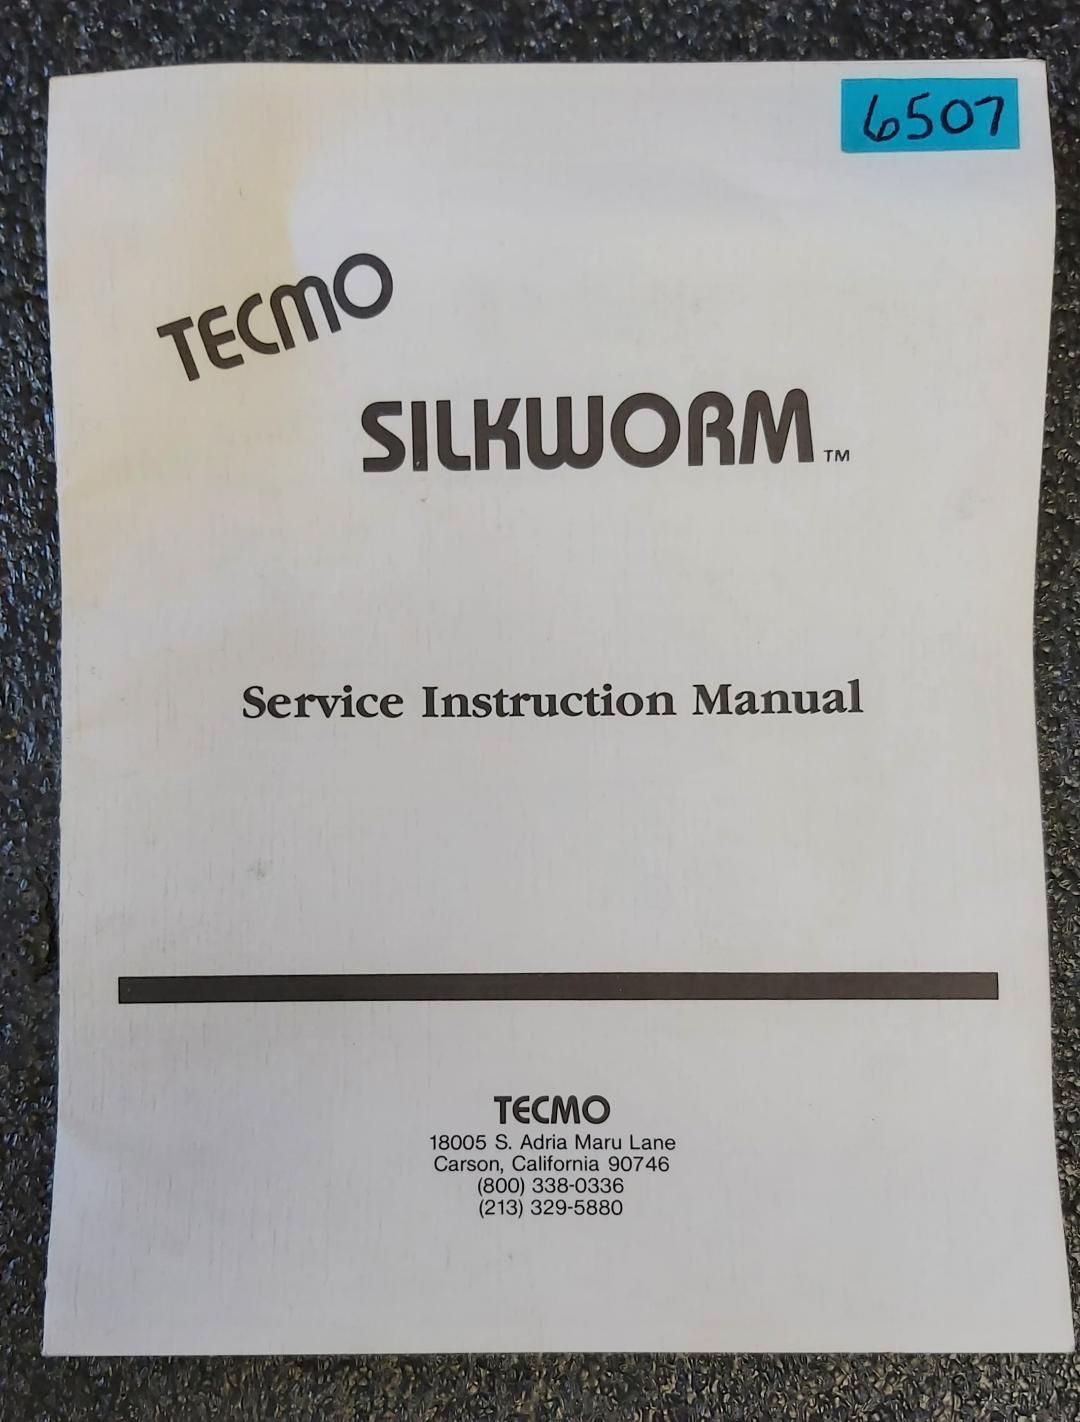 6507
TECMO
SILKWORM™
Service Instruction Manual
TECMO
18005 S. Adria Maru Lane
Carson, California 90746
(800) 338-0336
(213) 329-5880